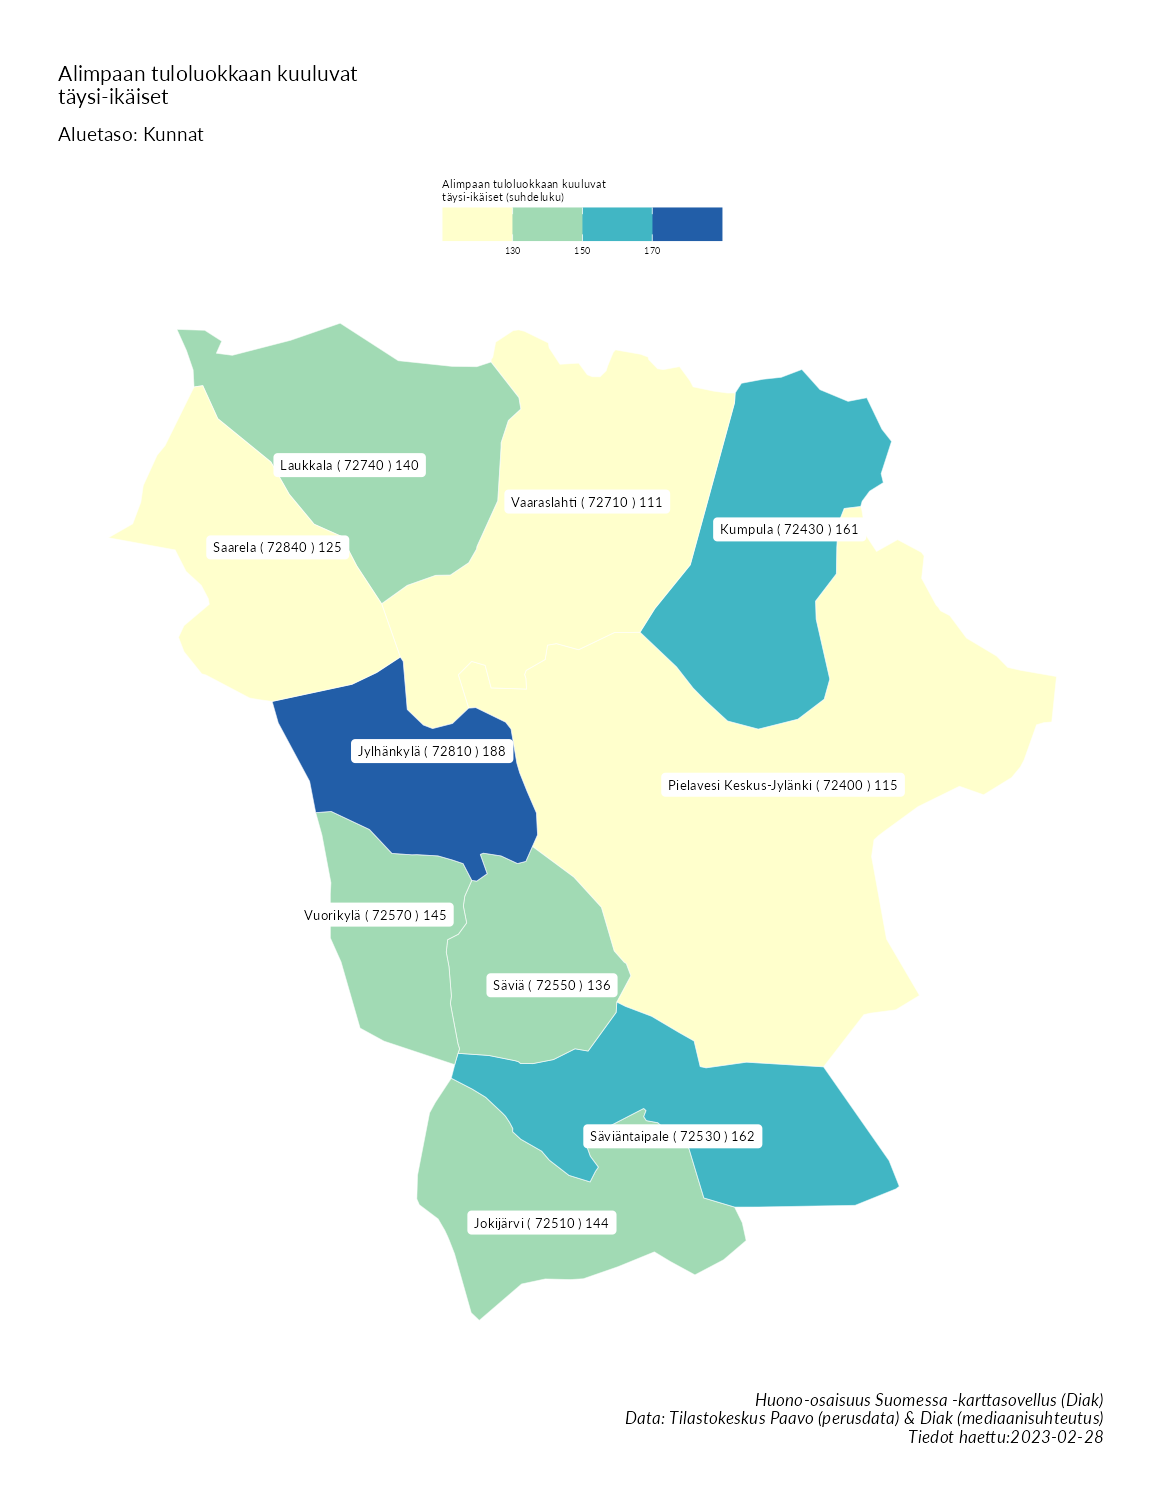 Alimpaan tuloluokkaan kuuluvat
täysi-ikäiset
Aluetaso: Kunnat
Alimpaan tuloluokkaan kuuluvat
täysi-ikäiset (suhdeluku)
130 150 170
Laukkala ( 72740 ) 140
Vaaraslahti ( 72710 ) 111
Kumpula ( 72430 ) 161
Saarela ( 72840 ) 125
Jylhänkylä ( 72810 ) 188
Pielavesi Keskus-Jylänki ( 72400 ) 115
Vuorikylä ( 72570 ) 145
Säviä ( 72550 ) 136
Säviäntaipale ( 72530 ) 162
Jokijärvi ( 72510 ) 144
Huono-osaisuus Suomessa -karttasovellus (Diak)
Data: Tilastokeskus Paavo (perusdata) & Diak (mediaanisuhteutus)
Tiedot haettu:2023-02-28